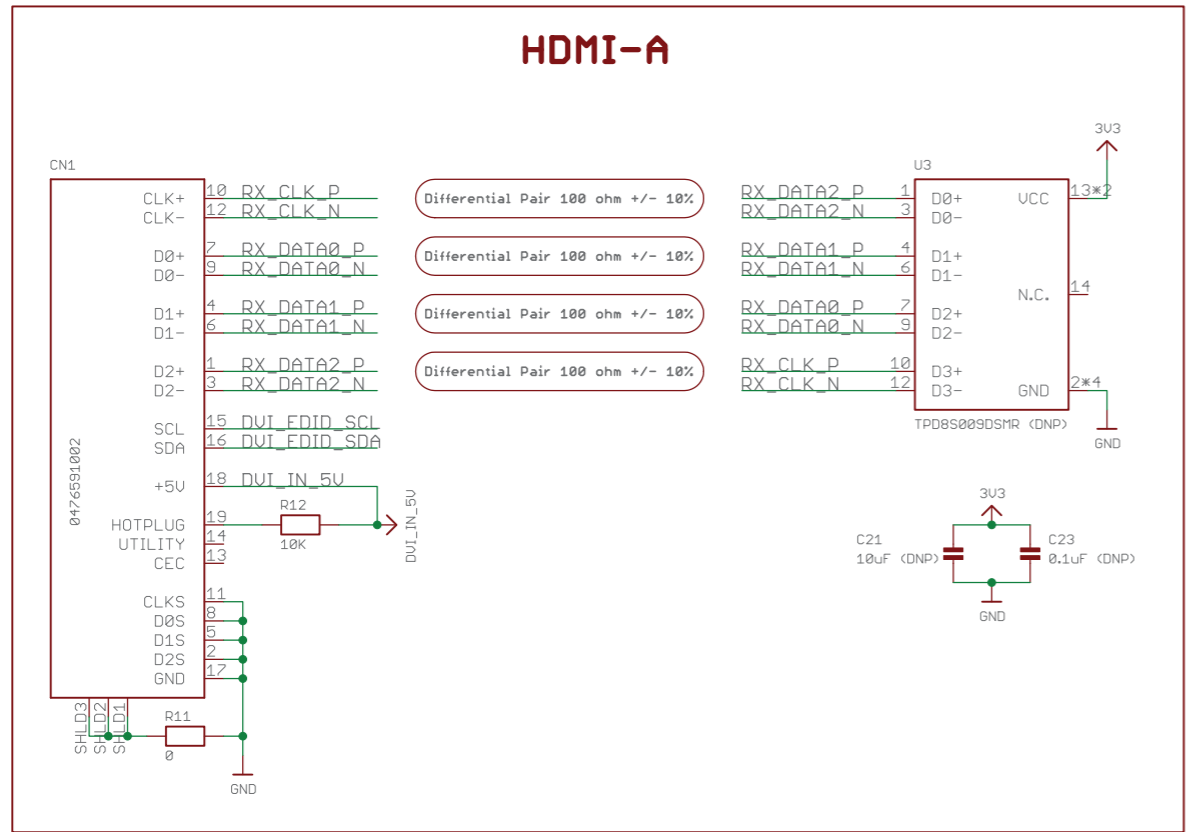 HDMI-A
CN1
CLK+ 10 RX_CLK_P
CLK- 12 RX_CLK_N
D0+ 7 RX_DATA0_P
D0- 9 RX_DATA0_N
D1+ 4 RX_DATA1_P
D1- 6 RX_DATA1_N
D2+ 1 RX_DATA2_P
D2- 3 RX_DATA2_N
SCL 15 DVI_EDID_SCL
SDA 16 DVI_EDID_SDA
+5V 18 DVI_IN_5V
HOTPLUG 19
UTILITY 14
CEC 13
CLKS 11
D0S 8
D1S 5
D2S 2
GND 17
0476591002
SHLD3
SHLD2
SHLD1
R12
10K
DVI_IN_5V
R11
0
GND
Differential Pair 100 ohm +/- 10%
Differential Pair 100 ohm +/- 10%
Differential Pair 100 ohm +/- 10%
Differential Pair 100 ohm +/- 10%
3V3
U3
RX_DATA2_P 1 D0+ VCC 13*2
RX_DATA2_N 3 D0-
RX_DATA1_P 4 D1+
RX_DATA1_N 6 D1-
N.C. 14
RX_DATA0_P 7 D2+
RX_DATA0_N 9 D2-
RX_CLK_P 10 D3+
RX_CLK_N 12 D3- GND 2*4
TPD8S009DSMR (DNP)
GND
3V3
C21
10uF (DNP)
C23
0.1uF (DNP)
GND